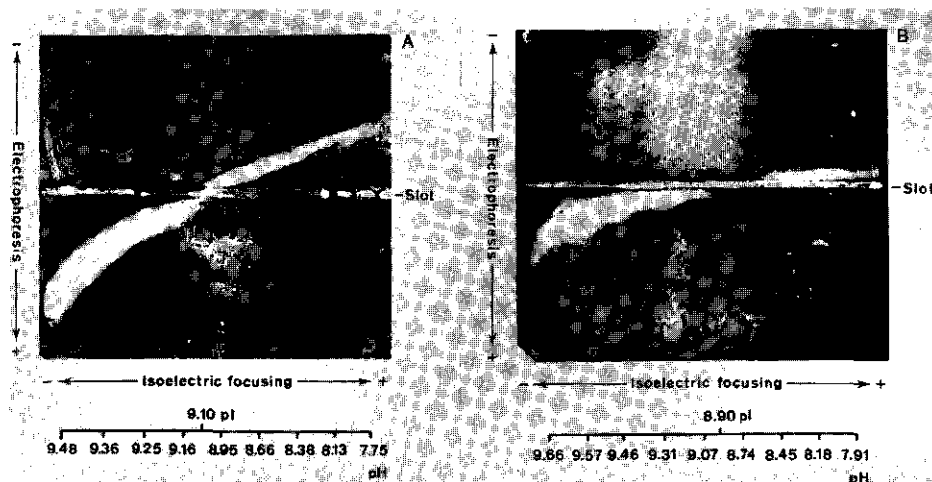 A
-
Electrophoresis
+
Slot
- Isoelectric focusing +
9.10 pI
9.48 9.36 9.25 9.16 8.95 8.66 8.38 8.13 7.75
pH
B
-
Electrophoresis
+
Slot
- Isoelectric focusing +
8.90 pI
9.66 9.57 9.46 9.31 9.07 8.74 8.45 8.18 7.91
pH